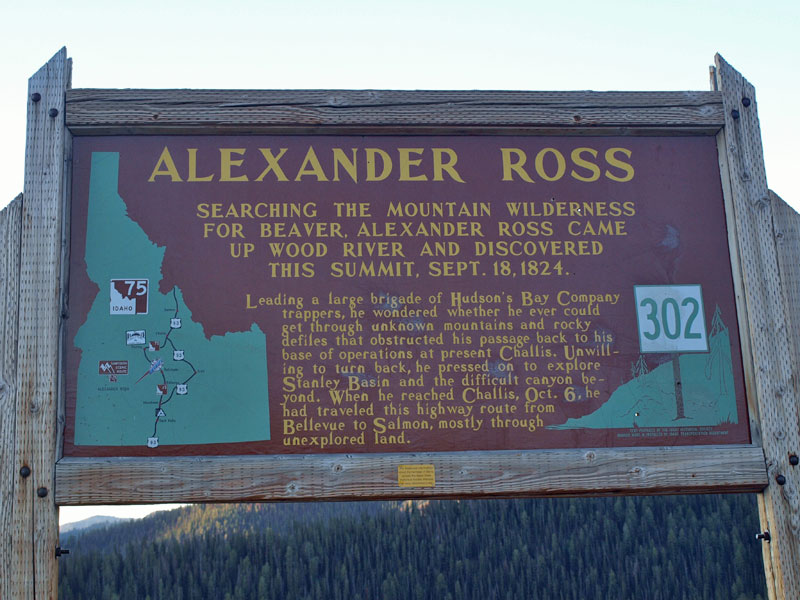 ALEXANDER ROSS
SEARCHING THE MOUNTAIN WILDERNESS
FOR BEAVER, ALEXANDER ROSS CAME
UP WOOD RIVER AND DISCOVERED
THIS SUMMIT, SEPT. 18, 1824.
Leading a large brigade of Hudson's Bay Company
trappers, he wondered whether he ever could
get through unknown mountains and rocky
defiles that obstructed his passage back to his
base of operations at present Challis. Unwill-
ing to turn back, he pressed on to explore
Stanley Basin and the difficult canyon be-
yond. When he reached Challis, Oct. 6, he
had traveled this highway route from
Bellevue to Salmon, mostly through
unexplored land.
75
IDAHO
93
93
93
93
302